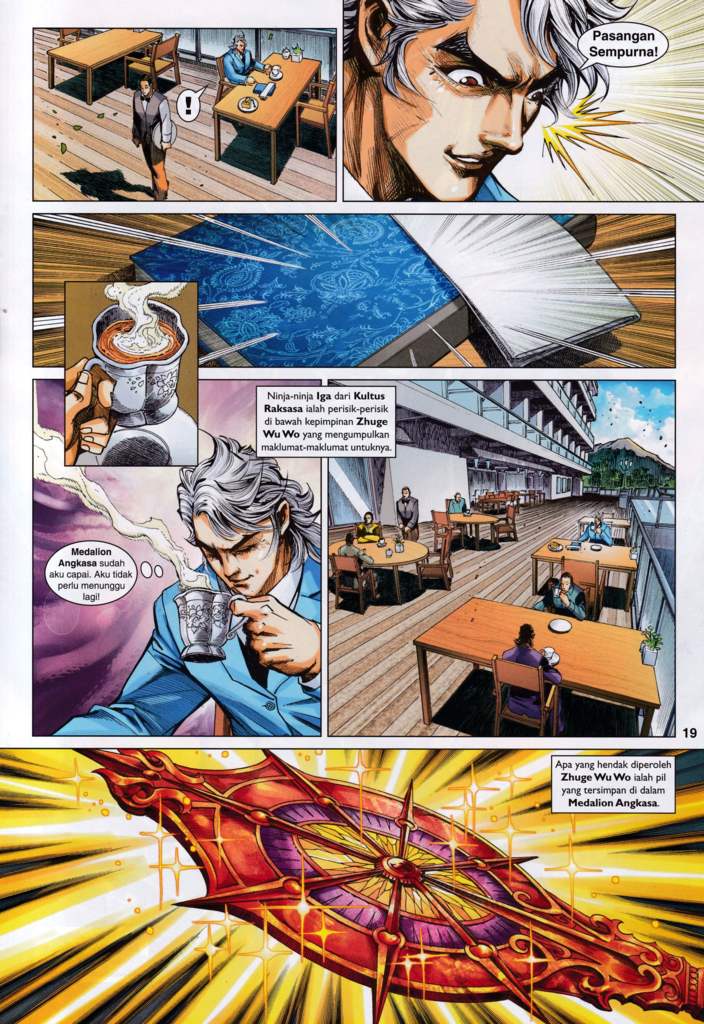 !
Pasangan
Sempurna!
Ninja-ninja Iga dari Kultus
Raksasa ialah perisik-perisik
di bawah kepimpinan Zhuge
Wu Wo yang mengumpulkan
maklumat-maklumat untuknya.
Medalion
Angkasa sudah
aku capai. Aku tidak
perlu menunggu
lagi!
19
Apa yang hendak diperoleh
Zhuge Wu Wo ialah pil
yang tersimpan di dalam
Medalion Angkasa.